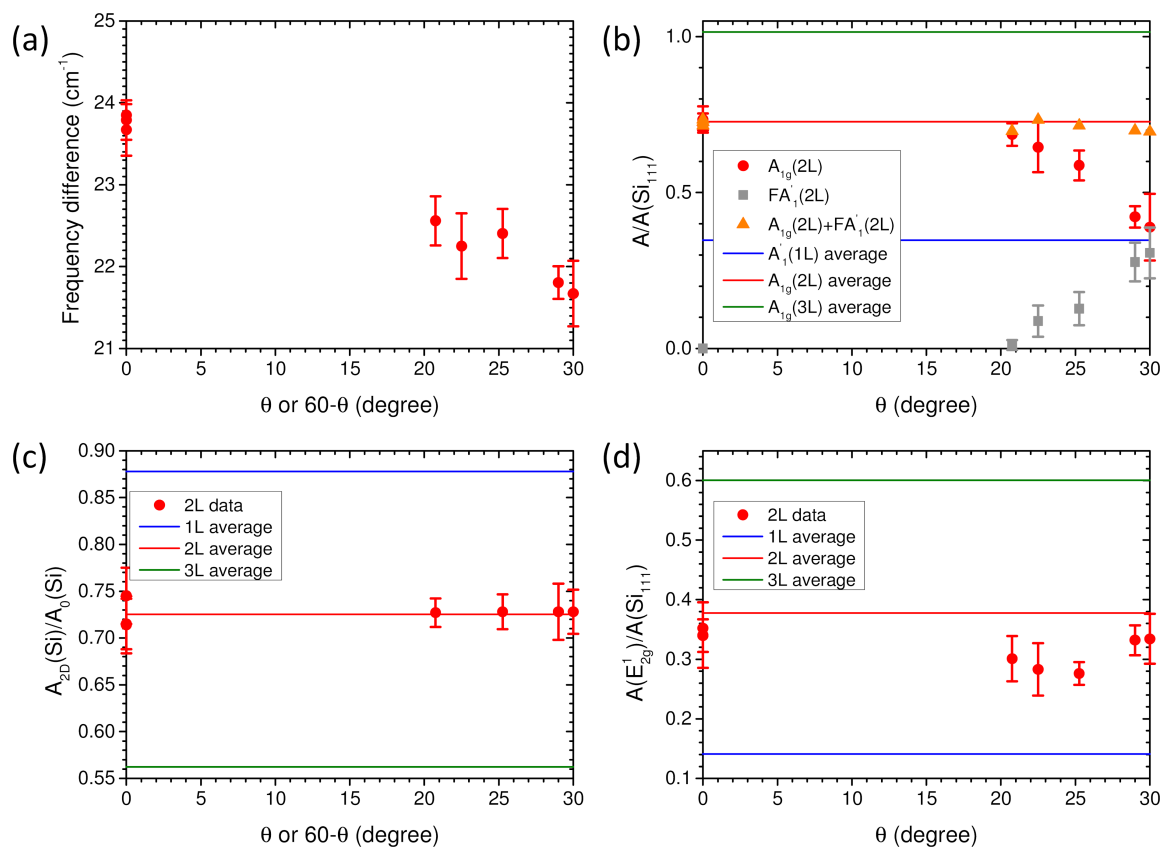 (a)
25
24
23
22
21
Frequency difference (cm⁻¹)
0 5 10 15 20 25 30
θ or 60-θ (degree)
(b)
1.0
0.5
0.0
A/A(Si₁₁₁)
A₁g(2L)
FA'₁(2L)
A₁g(2L)+FA'₁(2L)
A'₁(1L) average
A₁g(2L) average
A₁g(3L) average
0 5 10 15 20 25 30
θ (degree)
(c)
0.90
0.85
0.80
0.75
0.70
0.65
0.60
0.55
A₂D(Si)/A₀(Si)
2L data
1L average
2L average
3L average
0 5 10 15 20 25 30
θ or 60-θ (degree)
(d)
0.6
0.5
0.4
0.3
0.2
0.1
A(E¹₂g)/A(Si₁₁₁)
2L data
1L average
2L average
3L average
0 5 10 15 20 25 30
θ (degree)